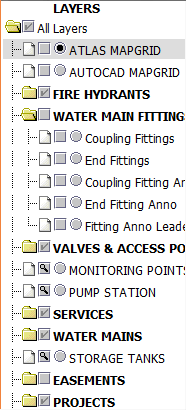 LAYERS
All Layers
ATLAS MAPGRID
AUTOCAD MAPGRID
FIRE HYDRANTS
WATER MAIN FITTINGS
Coupling Fittings
End Fittings
Coupling Fitting An
End Fitting Anno
Fitting Anno Leade
VALVES & ACCESS PO
MONITORING POINTS
PUMP STATION
SERVICES
WATER MAINS
STORAGE TANKS
EASEMENTS
PROJECTS